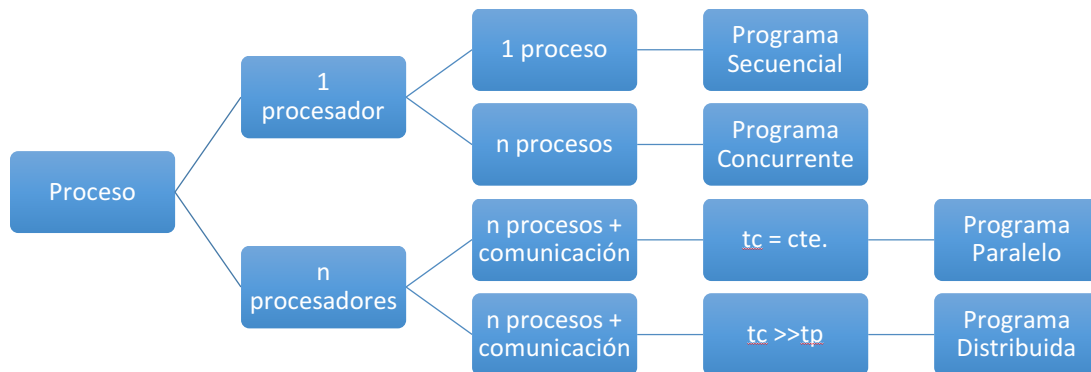 Proceso
1
procesador
1 proceso
Programa
Secuencial
n procesos
Programa
Concurrente
n
procesadores
n procesos +
comunicación
tc = cte.
Programa
Paralelo
n procesos +
comunicación
tc >>tp
Programa
Distribuida